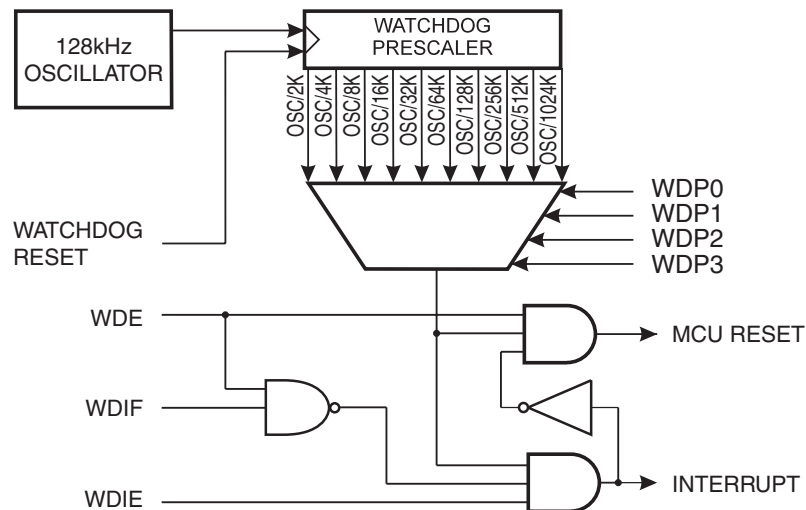 128kHz
OSCILLATOR
WATCHDOG
PRESCALER
OSC/2K
OSC/4K
OSC/8K
OSC/16K
OSC/32K
OSC/64K
OSC/128K
OSC/256K
OSC/512K
OSC/1024K
WATCHDOG
RESET
WDP0
WDP1
WDP2
WDP3
WDE
MCU RESET
WDIF
WDIE
INTERRUPT